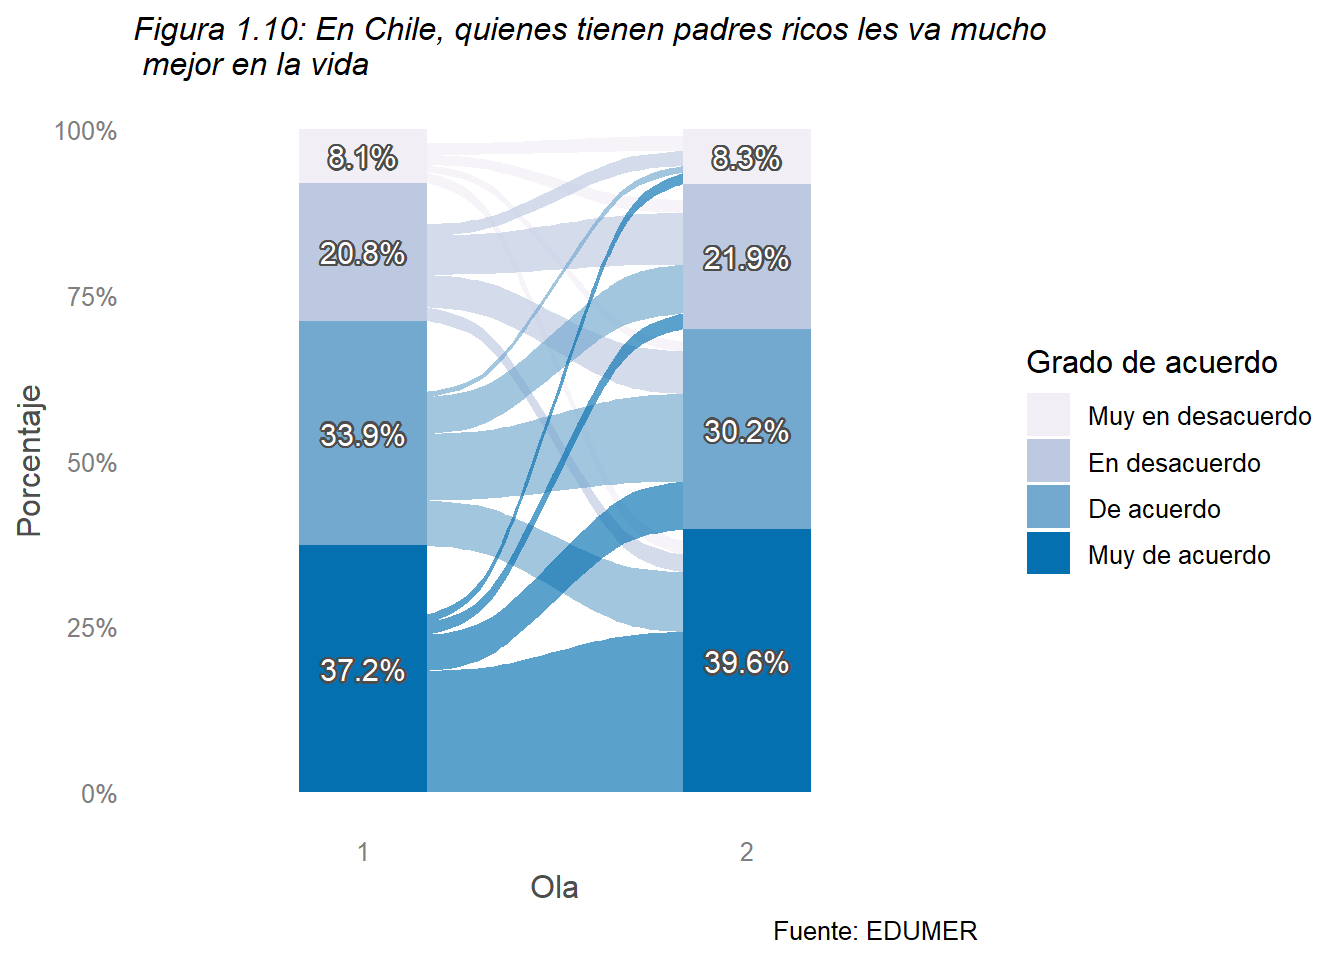 Figura 1.10: En Chile, quienes tienen padres ricos les va mucho
mejor en la vida
100%
75%
50%
25%
0%
Porcentaje
8.1%
20.8%
33.9%
37.2%
8.3%
21.9%
30.2%
39.6%
1
2
Ola
Grado de acuerdo
Muy en desacuerdo
En desacuerdo
De acuerdo
Muy de acuerdo
Fuente: EDUMER